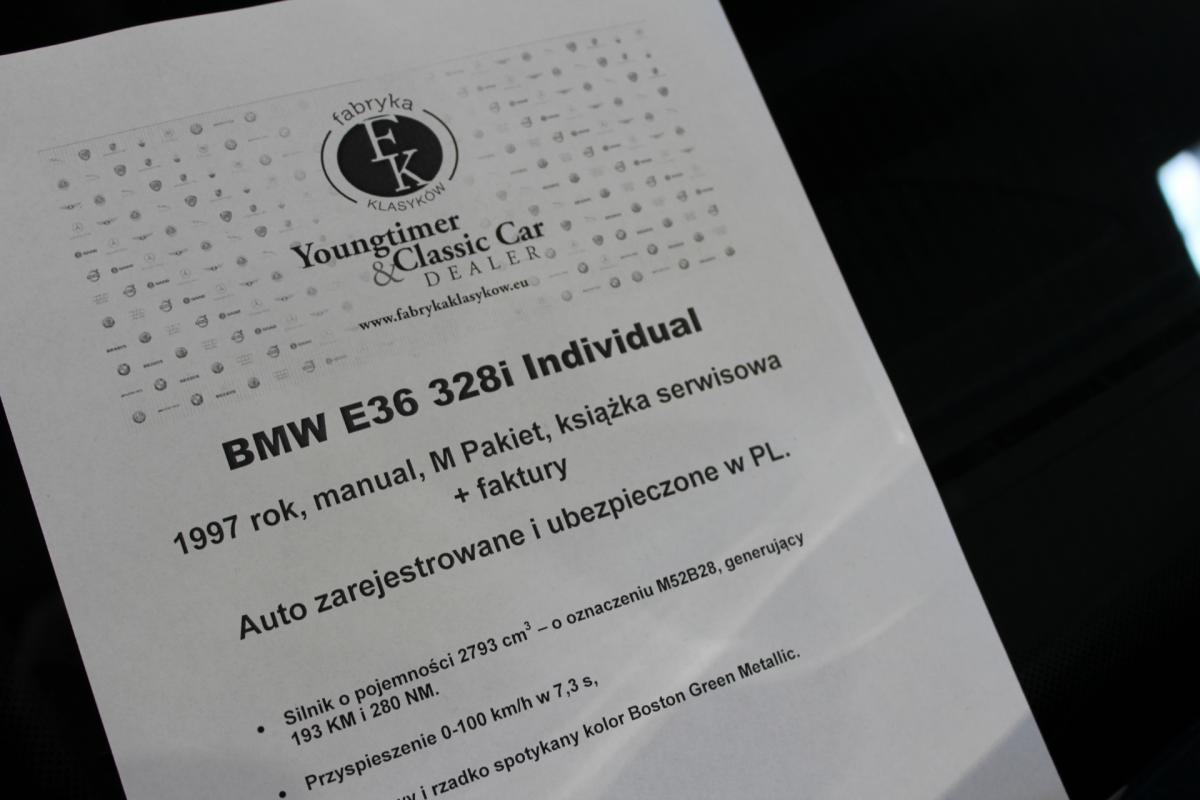 fabryka
FK
KLASYKÓW
Youngtimer
&Classic Car
DEALER
www.fabrykaklasykow.eu
BMW E36 328i Individual
1997 rok, manual, M Pakiet, książka serwisowa
+ faktury
Auto zarejestrowane i ubezpieczone w PL.
• Silnik o pojemności 2793 cm³ – o oznaczeniu M52B28, generujący
193 KM i 280 NM.
• Przyspieszenie 0-100 km/h w 7,3 s,
i rzadko spotykany kolor Boston Green Metallic.